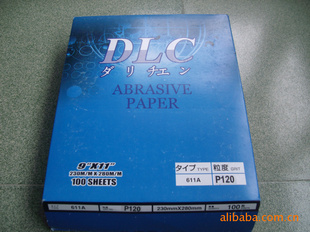 DLC
ダリチエン
ABRASIVE
PAPER
9"X11"
230M/M X 280M/M
100 SHEETS
タイプ TYPE 粒度 GRIT
611A P120
611A P120 230mmX280mm 100
alibaba.com.cn